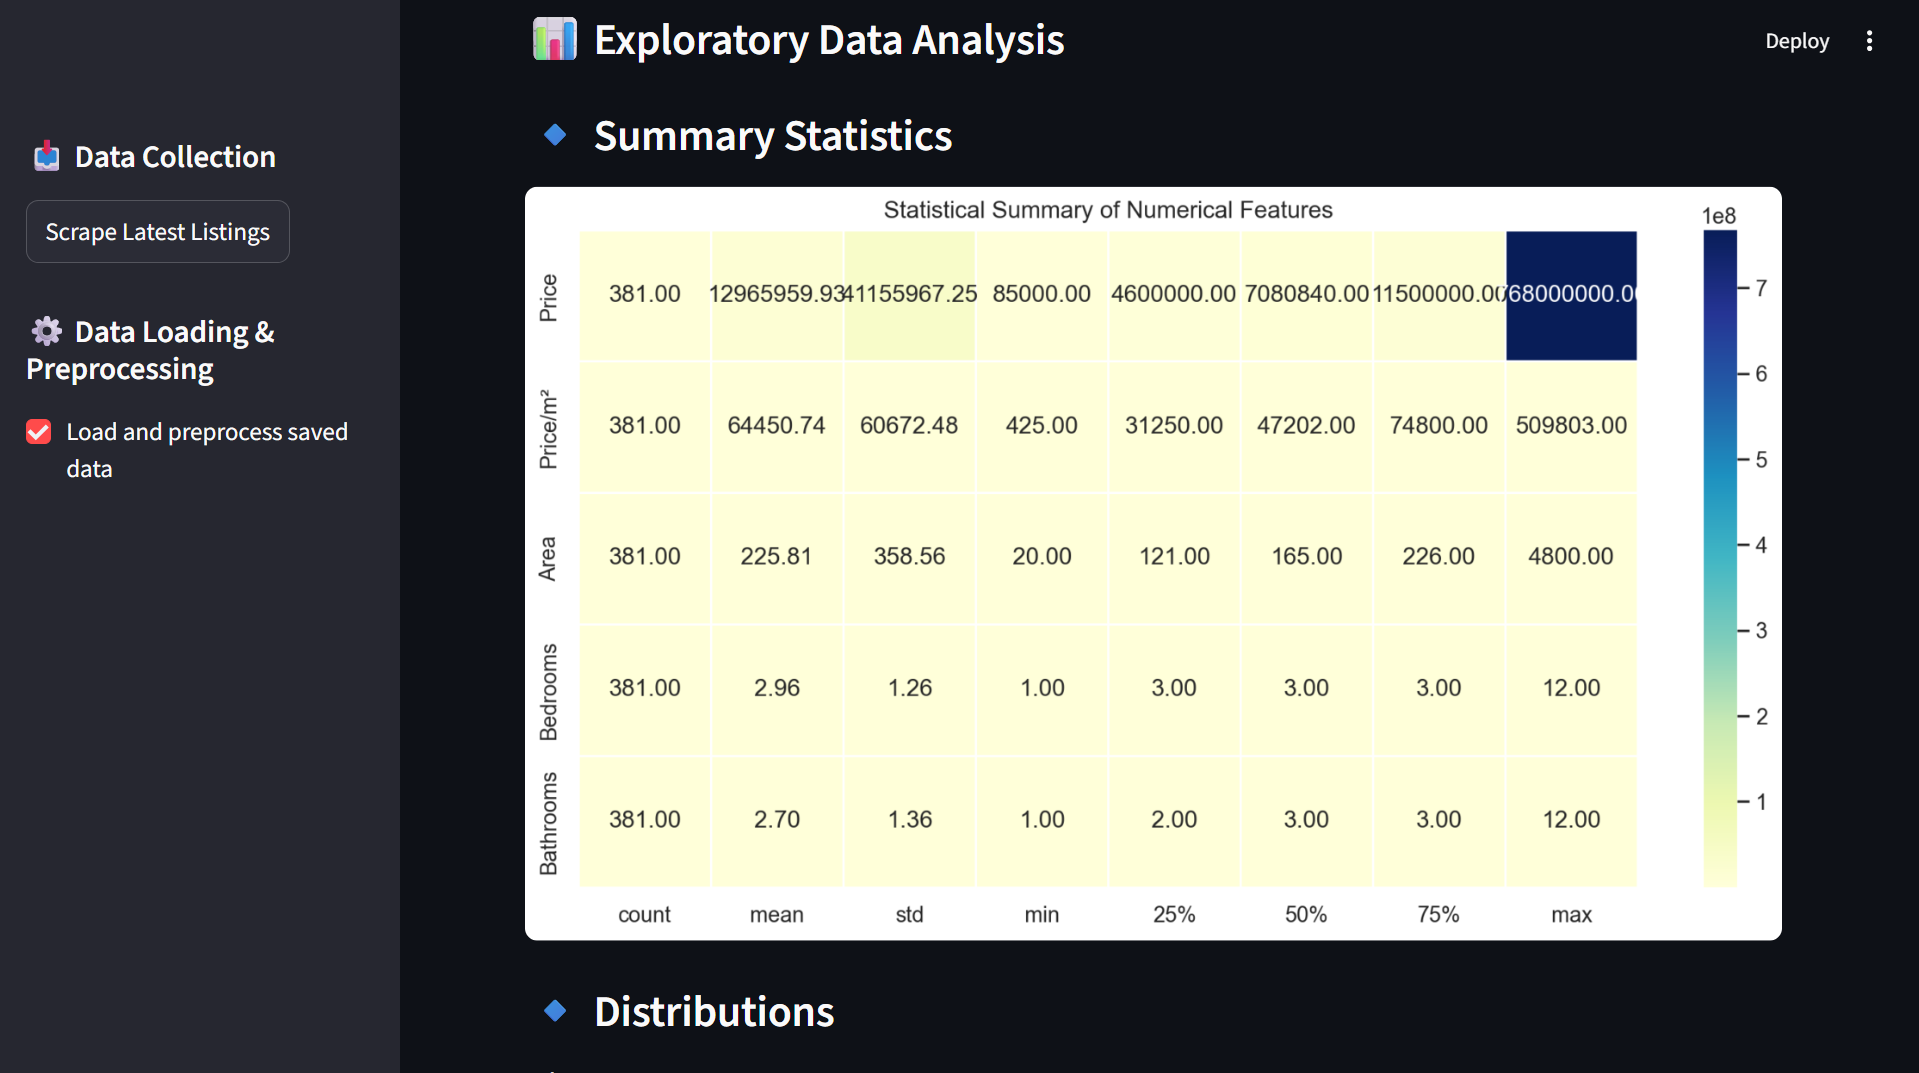 Exploratory Data Analysis
Deploy
Data Collection
Scrape Latest Listings
Data Loading &
Preprocessing
Load and preprocess saved
data
Summary Statistics
Statistical Summary of Numerical Features
1e8
Price 381.00 12965959.93 41155967.25 85000.00 4600000.00 7080840.00 11500000.00 768000000.00
Price/m² 381.00 64450.74 60672.48 425.00 31250.00 47202.00 74800.00 509803.00
Area 381.00 225.81 358.56 20.00 121.00 165.00 226.00 4800.00
Bedrooms 381.00 2.96 1.26 1.00 3.00 3.00 3.00 12.00
Bathrooms 381.00 2.70 1.36 1.00 2.00 3.00 3.00 12.00
count mean std min 25% 50% 75% max
7
6
5
4
3
2
1
Distributions